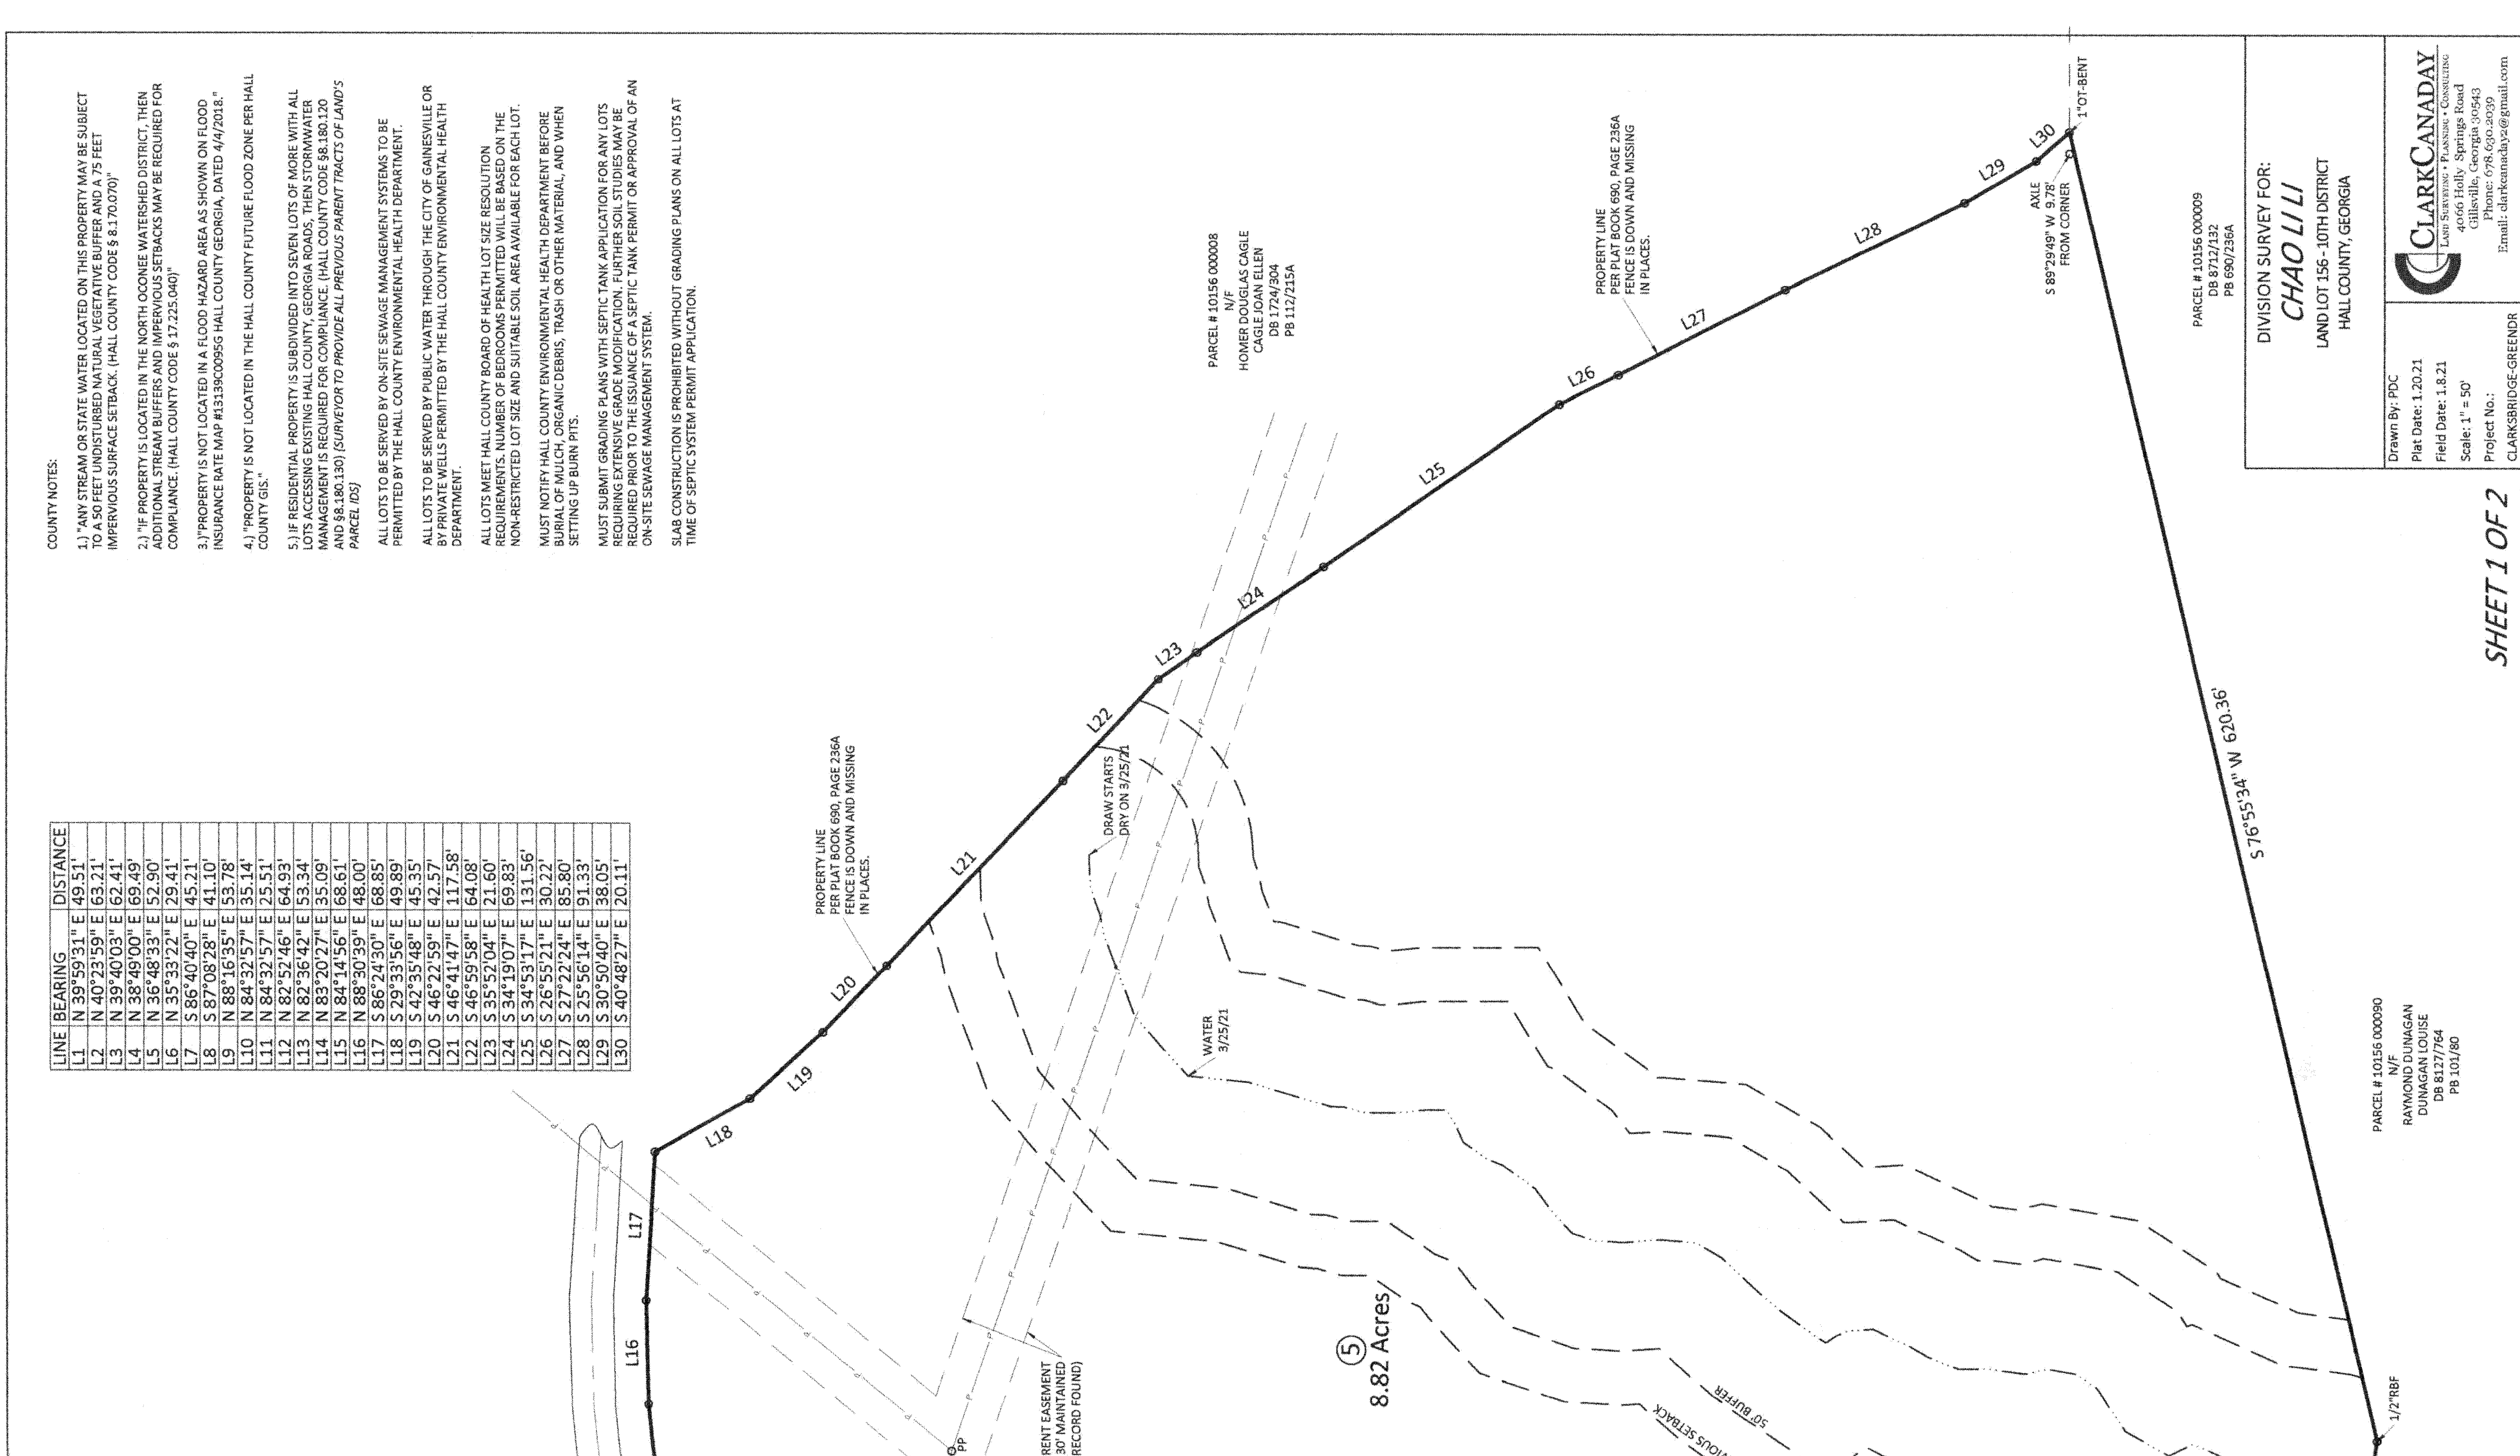 COUNTY NOTES:
1.) "ANY STREAM OR STATE WATER LOCATED ON THIS PROPERTY MAY BE SUBJECT
TO A 50 FEET UNDISTURBED NATURAL VEGETATIVE BUFFER AND A 75 FEET
IMPERVIOUS SURFACE SETBACK. (HALL COUNTY CODE § 8.170.070)"
2.) "IF PROPERTY IS LOCATED IN THE NORTH OCONEE WATERSHED DISTRICT, THEN
ADDITIONAL STREAM BUFFERS AND IMPERVIOUS SETBACKS MAY BE REQUIRED FOR
COMPLIANCE. (HALL COUNTY CODE § 17.225.040)"
3.)"PROPERTY IS NOT LOCATED IN A FLOOD HAZARD AREA AS SHOWN ON FLOOD
INSURANCE RATE MAP #13139C0095G HALL COUNTY GEORGIA, DATED 4/4/2018."
4.) "PROPERTY IS NOT LOCATED IN THE HALL COUNTY FUTURE FLOOD ZONE PER HALL
COUNTY GIS."
5.) IF RESIDENTIAL PROPERTY IS SUBDIVIDED INTO SEVEN LOTS OF MORE WITH ALL
LOTS ACCESSING EXISTING HALL COUNTY, GEORGIA ROADS, THEN STORMWATER
MANAGEMENT IS REQUIRED FOR COMPLIANCE. (HALL COUNTY CODE §8.180.120
AND §8.180.130) (SURVEYOR TO PROVIDE ALL PREVIOUS PARENT TRACTS OF LAND'S
PARCEL IDS)
ALL LOTS TO BE SERVED BY ON-SITE SEWAGE MANAGEMENT SYSTEMS TO BE
PERMITTED BY THE HALL COUNTY ENVIRONMENTAL HEALTH DEPARTMENT.
ALL LOTS TO BE SERVED BY PUBLIC WATER THROUGH THE CITY OF GAINESVILLE OR
BY PRIVATE WELLS PERMITTED BY THE HALL COUNTY ENVIRONMENTAL HEALTH
DEPARTMENT.
ALL LOTS MEET HALL COUNTY BOARD OF HEALTH LOT SIZE RESOLUTION
REQUIREMENTS. NUMBER OF BEDROOMS PERMITTED WILL BE BASED ON THE
NON-RESTRICTED LOT SIZE AND SUITABLE SOIL AREA AVAILABLE FOR EACH LOT.
MUST NOTIFY HALL COUNTY ENVIRONMENTAL HEALTH DEPARTMENT BEFORE
BURIAL OF MULCH, ORGANIC DEBRIS, TRASH OR OTHER MATERIAL, AND WHEN
SETTING UP BURN PITS.
MUST SUBMIT GRADING PLANS WITH SEPTIC TANK APPLICATION FOR ANY LOTS
REQUIRING EXTENSIVE GRADE MODIFICATION. FURTHER SOIL STUDIES MAY BE
REQUIRED PRIOR TO THE ISSUANCE OF A SEPTIC TANK PERMIT OR APPROVAL OF AN
ON-SITE SEWAGE MANAGEMENT SYSTEM.
SLAB CONSTRUCTION IS PROHIBITED WITHOUT GRADING PLANS ON ALL LOTS AT
TIME OF SEPTIC SYSTEM PERMIT APPLICATION.
LINE BEARING DISTANCE
L1 N 39°59'31" E 49.51'
L2 N 40°23'59" E 63.21'
L3 N 39°40'03" E 62.41'
L4 N 38°49'00" E 69.49'
L5 N 36°48'33" E 52.90'
L6 N 35°33'22" E 29.41'
L7 S 86°40'40" E 45.21'
L8 S 87°08'28" E 41.10'
L9 N 88°16'35" E 53.78'
L10 N 84°32'57" E 35.14'
L11 N 84°32'57" E 25.51'
L12 N 82°52'46" E 64.93'
L13 N 82°36'42" E 53.34'
L14 N 83°20'27" E 35.09'
L15 N 84°14'56" E 68.61'
L16 N 88°30'39" E 48.00'
L17 S 86°24'30" E 68.85'
L18 S 29°33'56" E 49.89'
L19 S 42°35'48" E 45.35'
L20 S 46°22'59" E 42.57'
L21 S 46°41'47" E 117.58'
L22 S 46°59'58" E 64.08'
L23 S 35°52'04" E 21.60'
L24 S 34°19'07" E 69.83'
L25 S 34°53'17" E 131.56'
L26 S 26°55'21" E 30.22'
L27 S 27°22'24" E 85.80'
L28 S 25°56'14" E 91.33'
L29 S 30°50'40" E 38.05'
L30 S 40°48'27" E 20.11'
L16
L17
L18
L19
L20
L21
L22
L23
L24
L25
L26
L27
L28
L29
L30
PROPERTY LINE
PER PLAT BOOK 690, PAGE 236A
FENCE IS DOWN AND MISSING
IN PLACES.
DRAW STARTS
DRY ON 3/25/21
WATER
3/25/21
PARCEL # 10156 000008
N/F
HOMER DOUGLAS CAGLE
CAGLE JOAN ELLEN
DB 1724/304
PB 112/215A
PROPERTY LINE
PER PLAT BOOK 690, PAGE 236A
FENCE IS DOWN AND MISSING
IN PLACES.
AXLE
S 89°29'49" W 9.78'
FROM CORNER
1"OT-BENT
PARCEL # 10156 000009
DB 8712/132
PB 690/236A
S 76°55'34" W 620.36'
PARCEL # 10156 000090
N/F
RAYMOND DUNAGAN
DUNAGAN LOUISE
DB 8127/764
PB 101/80
1/2"RBF
5
8.82 Acres
50' BUFFER
VIOUS SETBACK
RENT EASEMENT
30' MAINTAINED
RECORD FOUND)
PP
P
DIVISION SURVEY FOR:
CHAO LI LI
LAND LOT 156 - 10TH DISTRICT
HALL COUNTY, GEORGIA
Drawn By: PDC
Plat Date: 1.20.21
Field Date: 1.8.21
Scale: 1" = 50'
Project No.:
CLARKSBRIDGE-GREENDR
CLARKCANADAY
LAND SURVEYING • PLANNING • CONSULTING
4066 Holly Springs Road
Gillsville, Georgia 30543
Phone: 678.630.2039
Email: clarkcanaday2@gmail.com
SHEET 1 OF 2